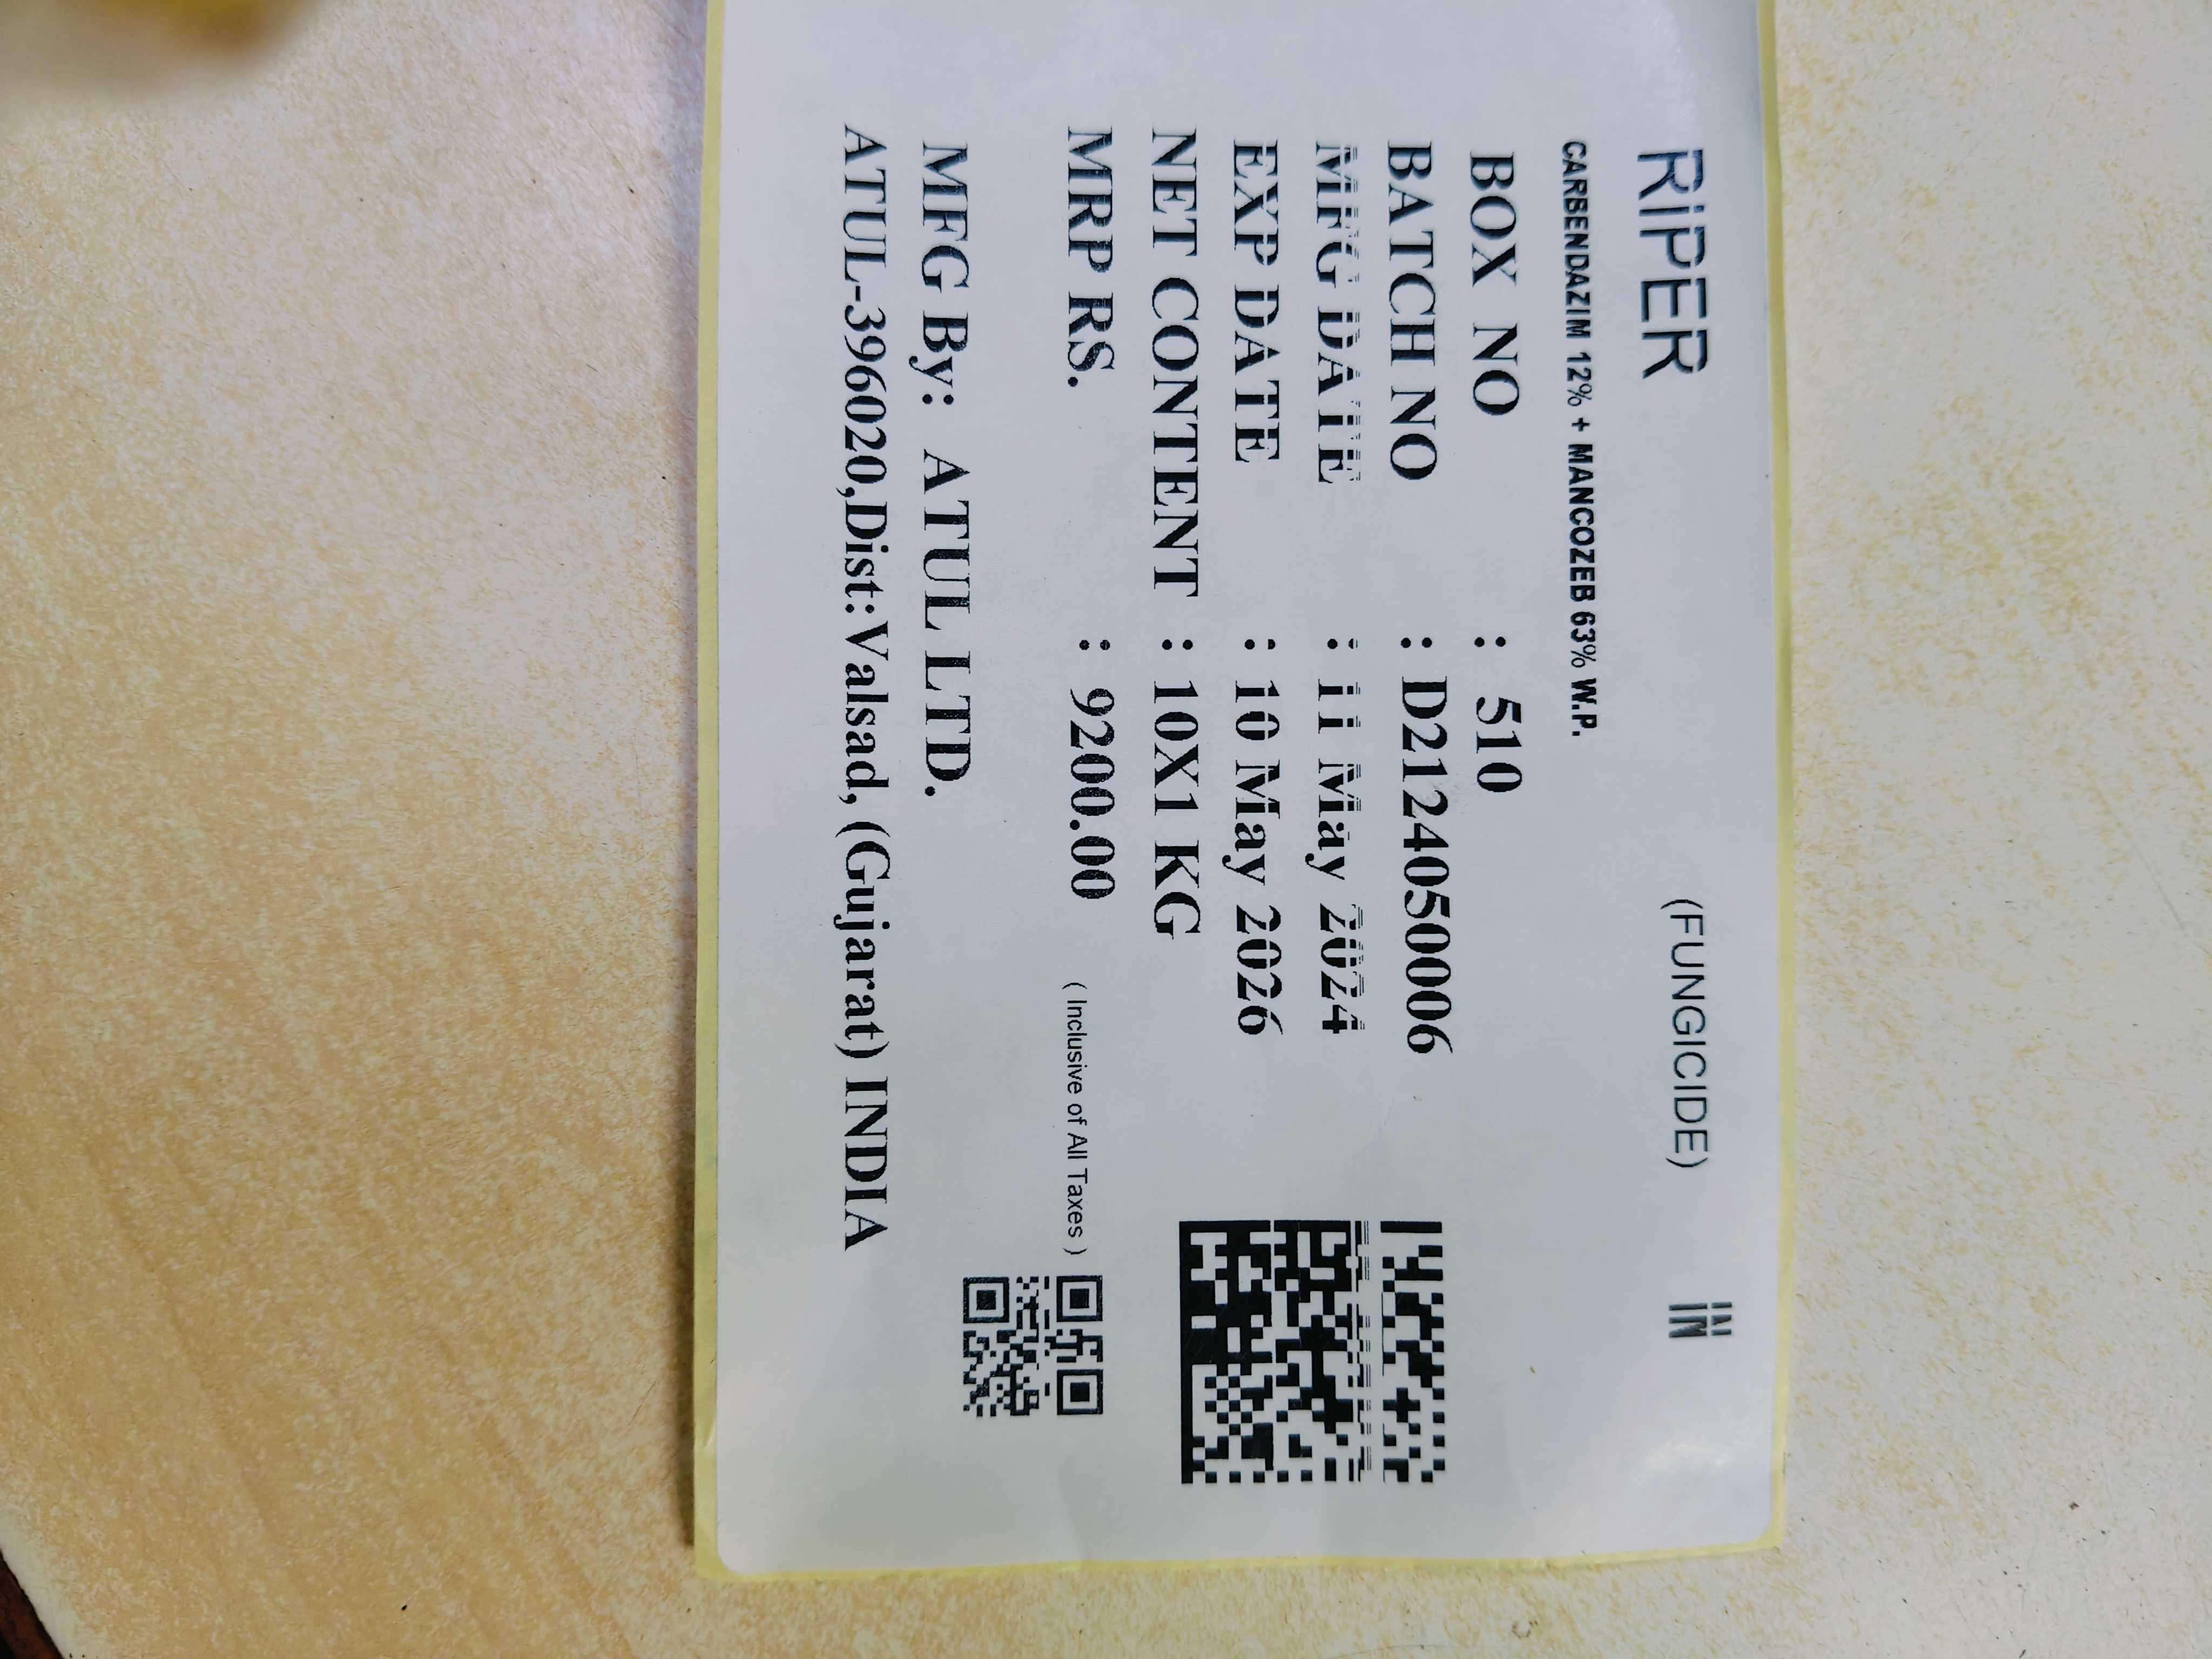 RiPER (FUNGICIDE) IN
CARBENDAZIM 12% + MANCOZEB 63% W.P.
BOX NO : 510
BATCH NO : D2124050006
MFG DATE : 11 May 2024
EXP DATE : 10 May 2026
NET CONTENT : 10X1 KG
MRP RS. : 9200.00 ( Inclusive of All Taxes )
MFG By: ATUL LTD.
ATUL-396020,Dist:Valsad, (Gujarat) INDIA